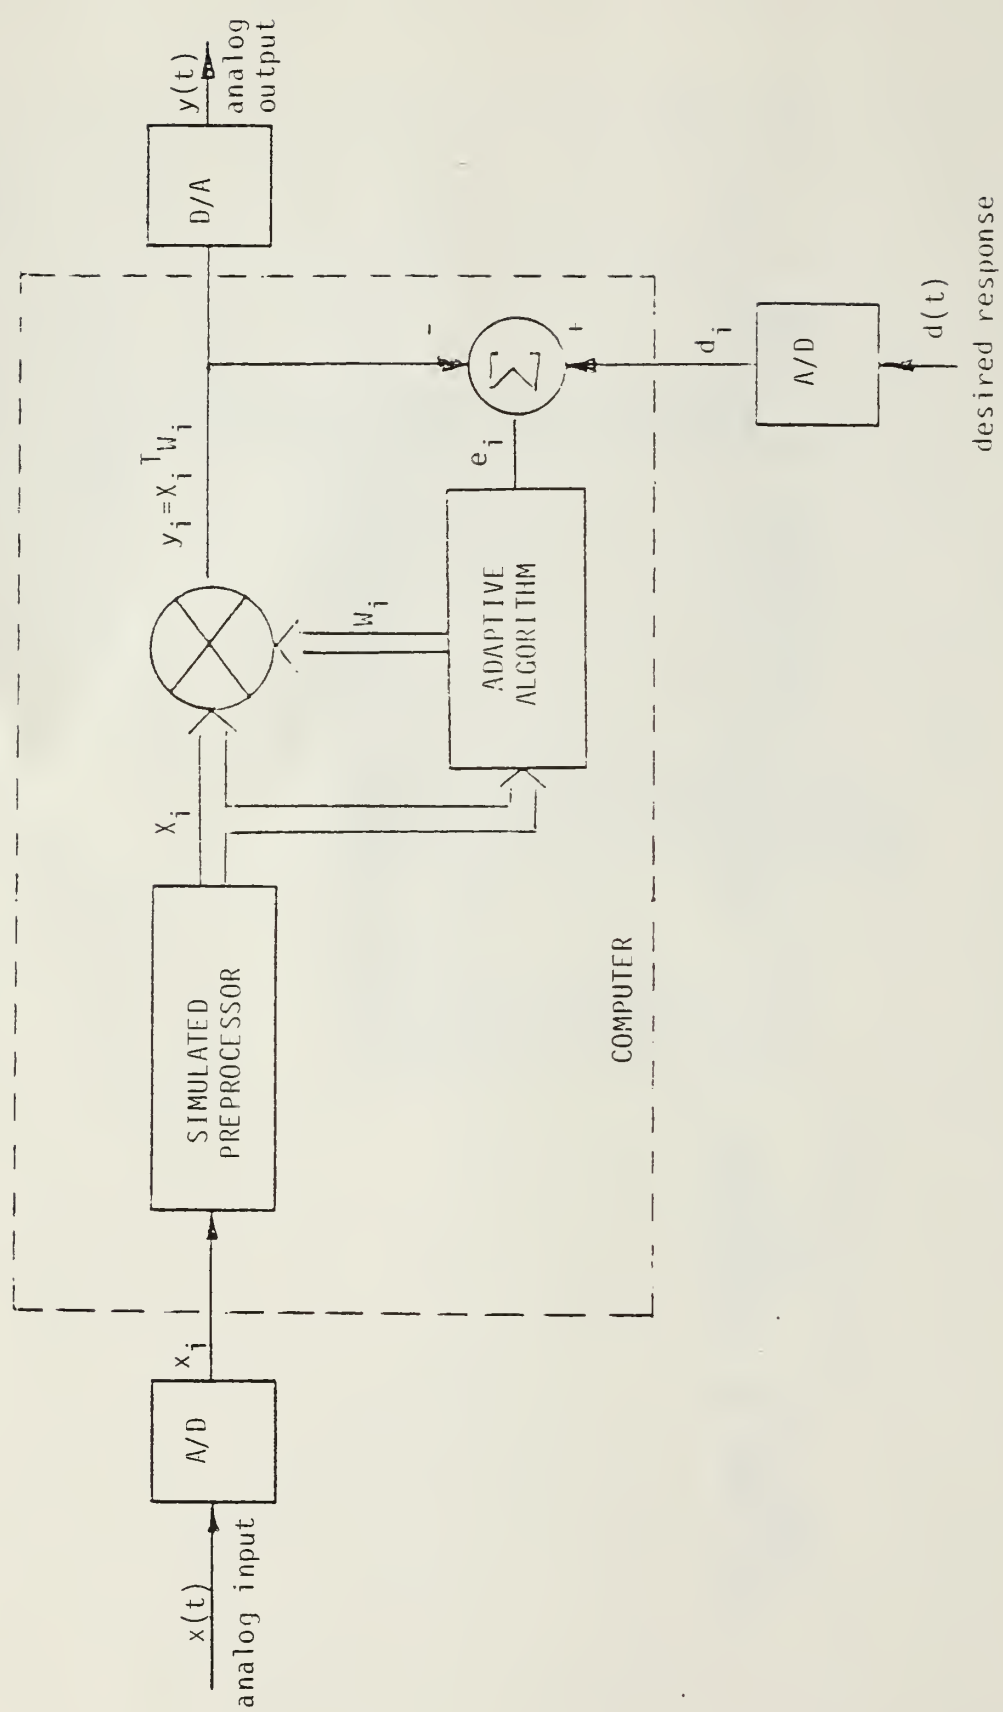 x(t)
analog input
A/D
x_i
SIMULATED
PREPROCESSOR
X_i
y_i=X_i^T W_i
W_i
ADAPTIVE
ALGORITHM
e_i
Σ
-
+
d_i
A/D
d(t)
desired response
D/A
y(t)
analog
output
COMPUTER